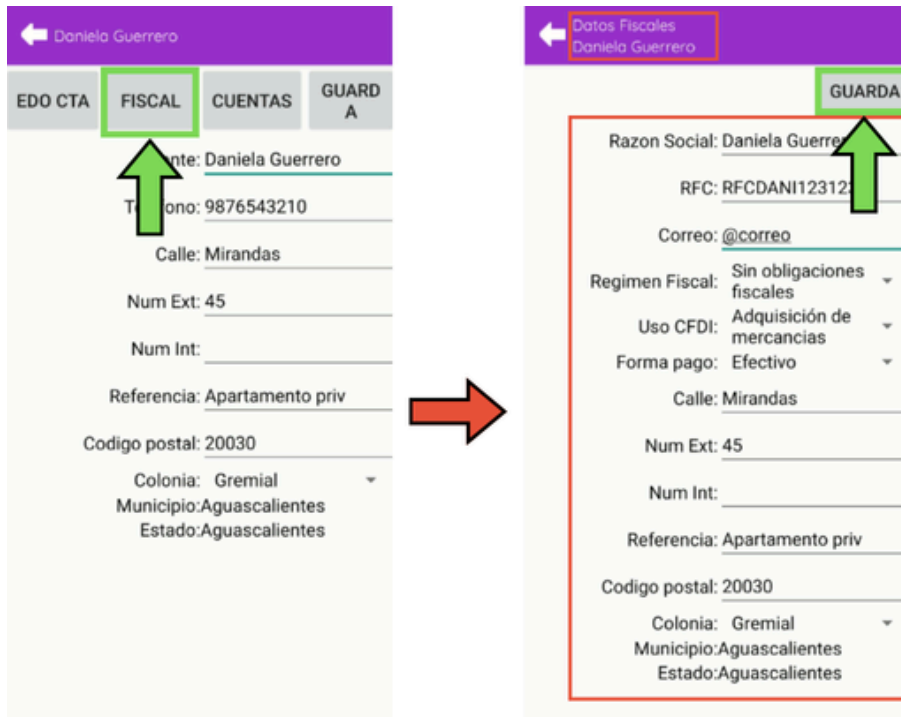 Daniela Guerrero
EDO CTA FISCAL CUENTAS GUARD
A
nte: Daniela Guerrero
ono: 9876543210
Calle: Mirandas
Num Ext: 45
Num Int:
Referencia: Apartamento priv
Codigo postal: 20030
Colonia: Gremial
Municipio:Aguascalientes
Estado:Aguascalientes
Datos Fiscales
Daniela Guerrero
GUARDA
Razon Social: Daniela Guerre
RFC: RFCDANI12312
Correo: @correo
Regimen Fiscal: Sin obligaciones
fiscales
Uso CFDI: Adquisición de
mercancias
Forma pago: Efectivo
Calle: Mirandas
Num Ext: 45
Num Int:
Referencia: Apartamento priv
Codigo postal: 20030
Colonia: Gremial
Municipio:Aguascalientes
Estado:Aguascalientes